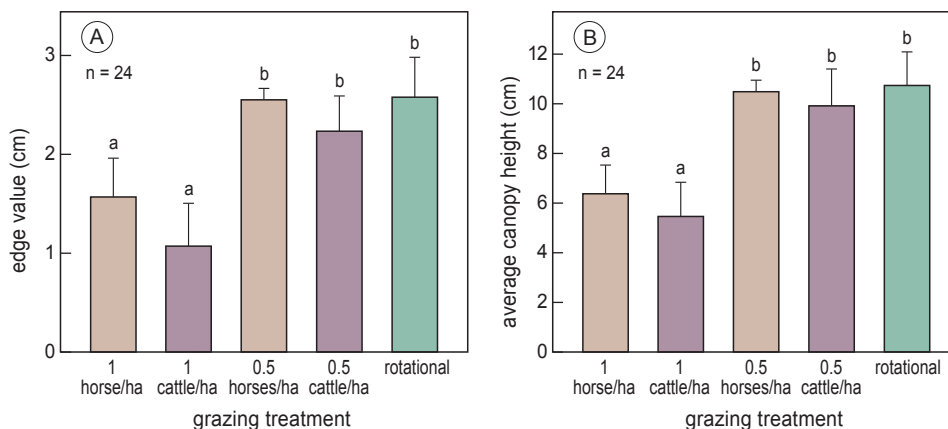 A
n = 24
edge value (cm)
3
2
1
0
a
a
b
b
b
1 horse/ha
1 cattle/ha
0.5 horses/ha
0.5 cattle/ha
rotational
grazing treatment
B
n = 24
average canopy height (cm)
12
10
8
6
4
2
0
a
a
b
b
b
1 horse/ha
1 cattle/ha
0.5 horses/ha
0.5 cattle/ha
rotational
grazing treatment